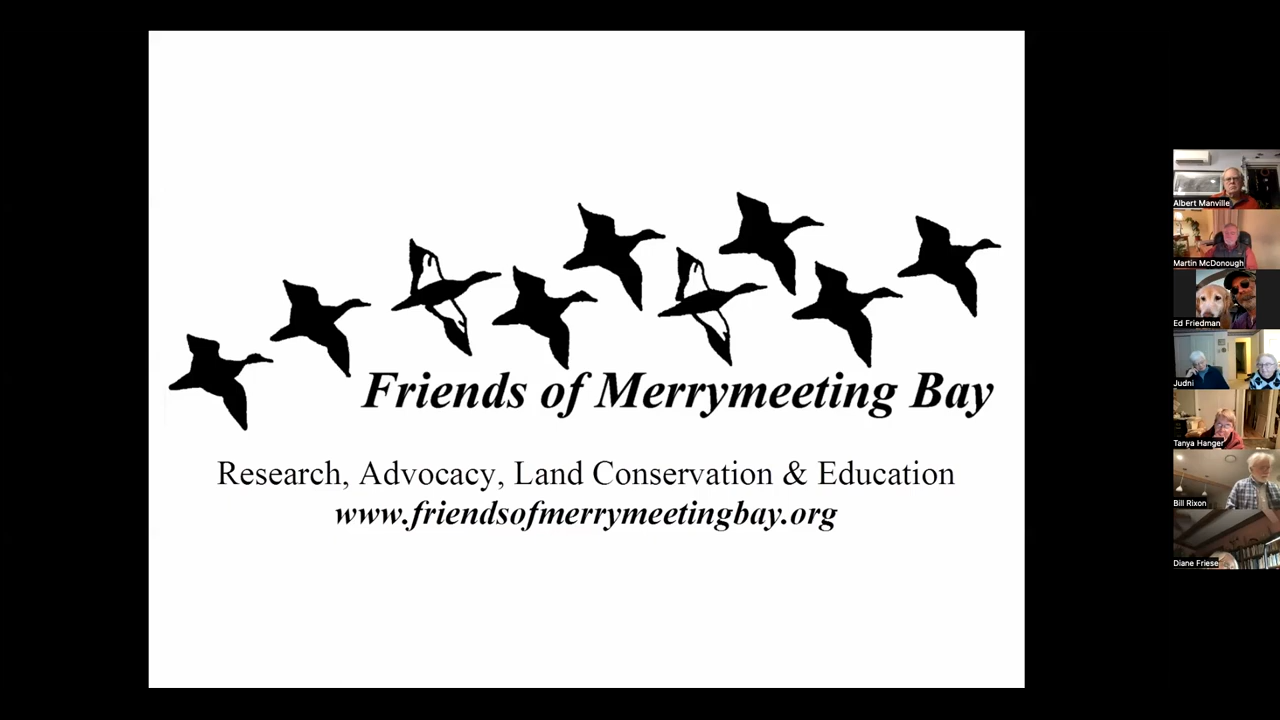 Friends of Merrymeeting Bay
Research, Advocacy, Land Conservation & Education
www.friendsofmerrymeetingbay.org
Albert Manville
Martin McDonough
Ed Friedman
Judni
Tanya Hanger
Bill Rixon
Diane Friese